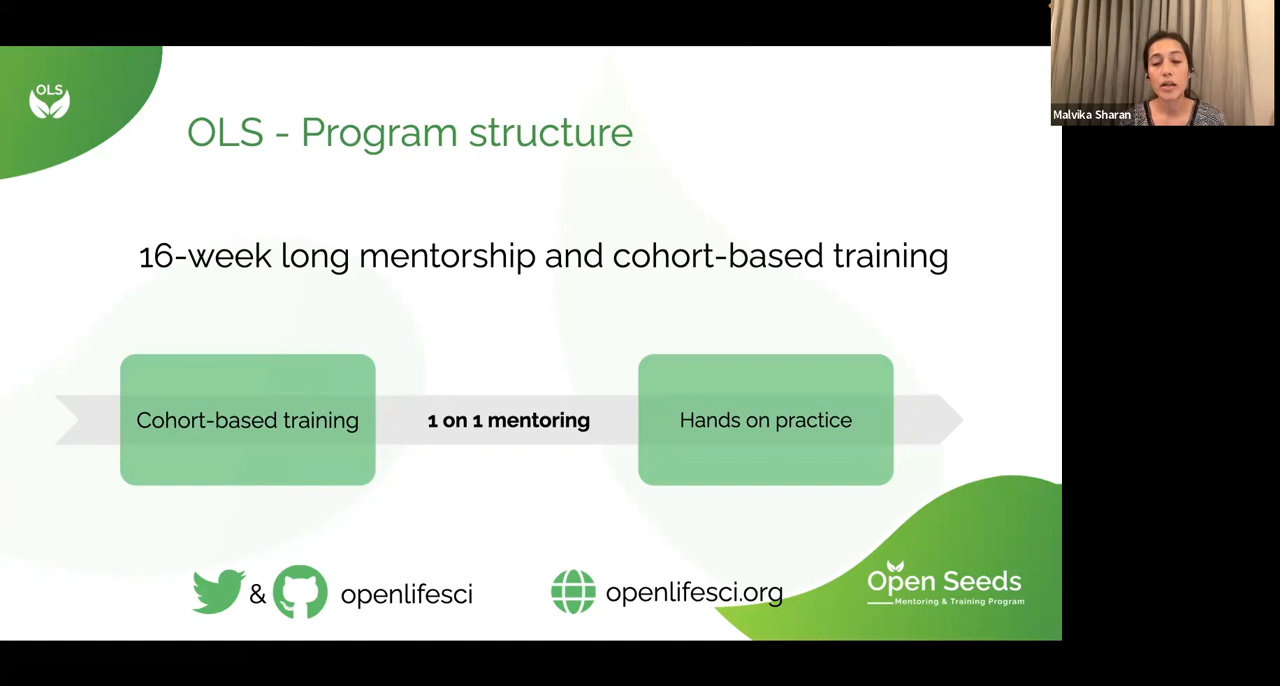 OLS
Malvika Sharan
OLS - Program structure
16-week long mentorship and cohort-based training
Cohort-based training
1 on 1 mentoring
Hands on practice
& openlifesci
openlifesci.org
Open Seeds
Mentoring & Training Program